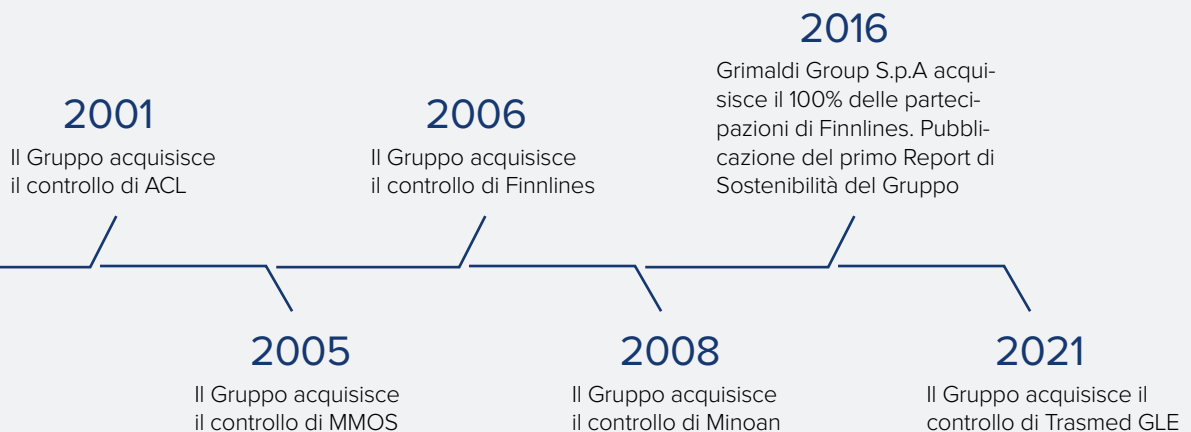 2001
Il Gruppo acquisisce
il controllo di ACL
2005
Il Gruppo acquisisce
il controllo di MMOS
2006
Il Gruppo acquisisce
il controllo di Finnlines
2008
Il Gruppo acquisisce
il controllo di Minoan
2016
Grimaldi Group S.p.A acqui-
sisce il 100% delle parteci-
pazioni di Finnlines. Pubbli-
cazione del primo Report di
Sostenibilità del Gruppo
2021
Il Gruppo acquisisce il
controllo di Trasmed GLE